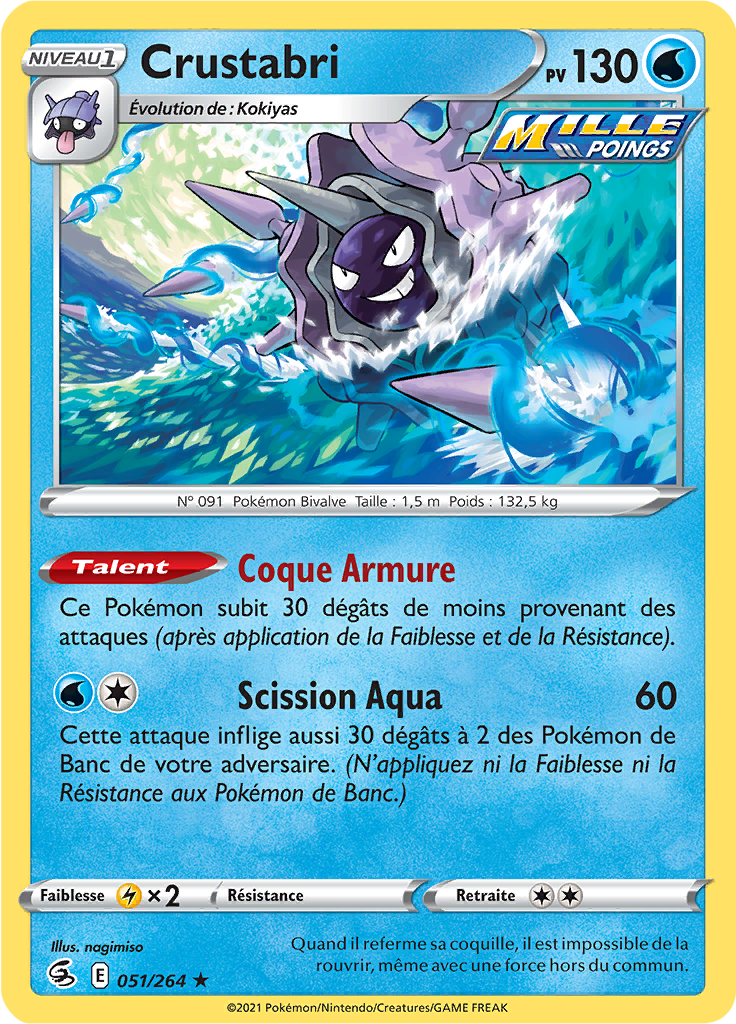 NIVEAU 1
Crustabri
PV 130
Évolution de : Kokiyas
MILLE
POINGS
Nº 091 Pokémon Bivalve Taille : 1,5 m Poids : 132,5 kg
Talent Coque Armure
Ce Pokémon subit 30 dégâts de moins provenant des
attaques (après application de la Faiblesse et de la Résistance).
Scission Aqua 60
Cette attaque inflige aussi 30 dégâts à 2 des Pokémon de
Banc de votre adversaire. (N'appliquez ni la Faiblesse ni la
Résistance aux Pokémon de Banc.)
Faiblesse ×2 Résistance Retraite
Illus. nagimiso
Quand il referme sa coquille, il est impossible de la
rouvrir, même avec une force hors du commun.
E 051/264 ★
©2021 Pokémon/Nintendo/Creatures/GAME FREAK